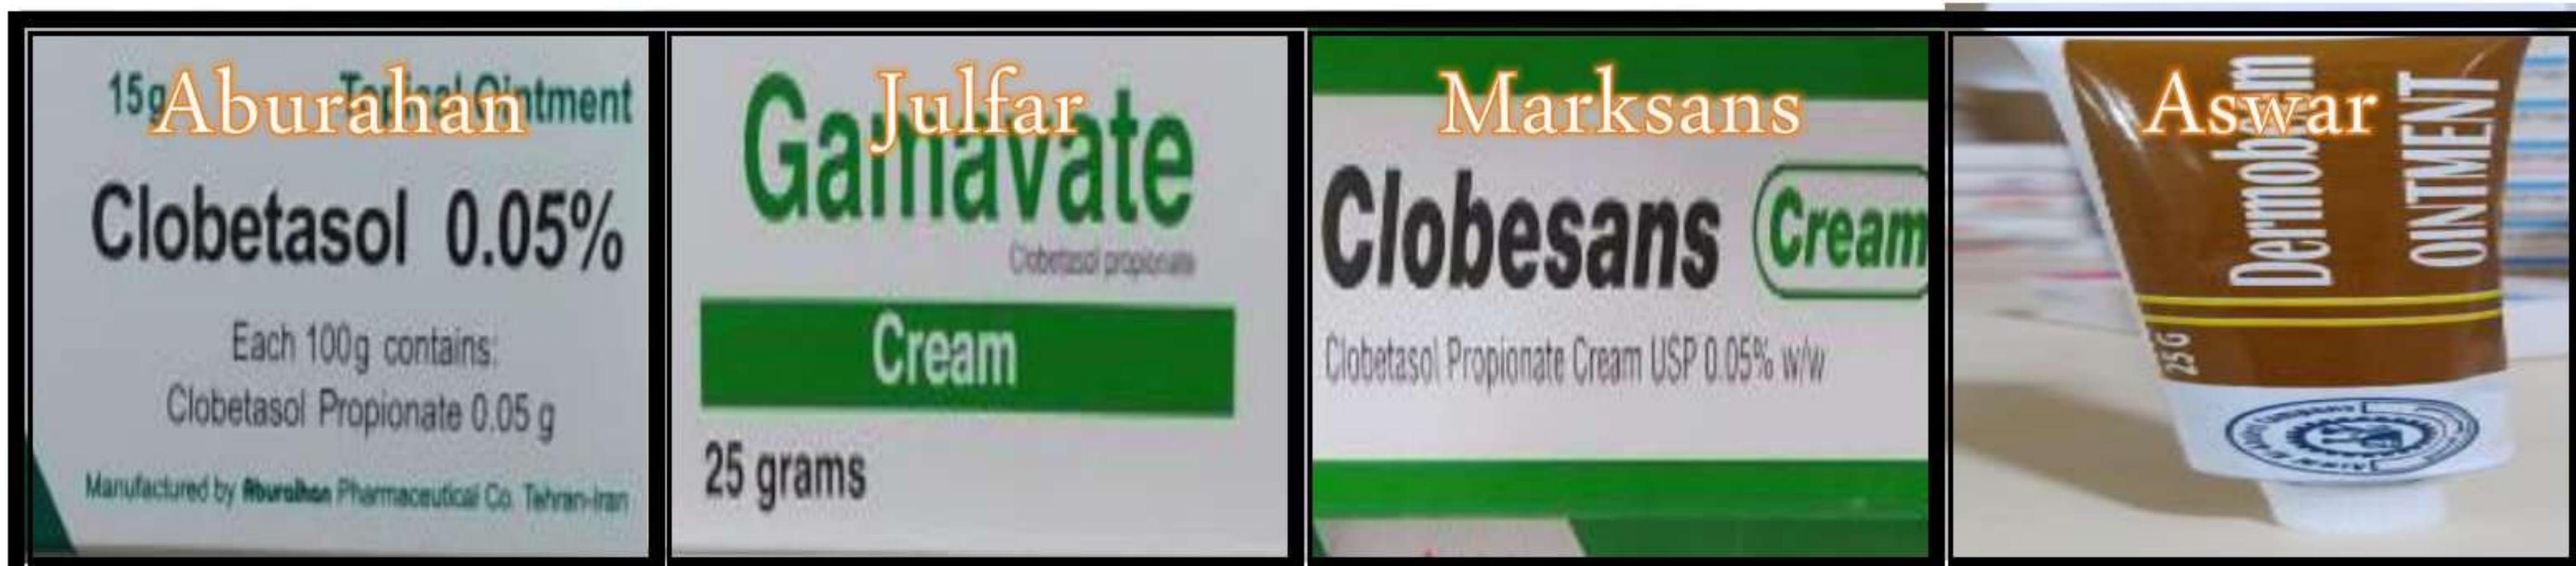 Aburahan
15g Topical Ointment
Clobetasol 0.05%
Each 100g contains:
Clobetasol Propionate 0.05 g
Manufactured by Aburaihan Pharmaceutical Co. Tehran-Iran
Julfar
Gamavate
Clobetasol propionate
Cream
25 grams
Marksans
Clobesans Cream
Clobetasol Propionate Cream USP 0.05% w/w
Aswar
Dermobeam
OINTMENT
25 G